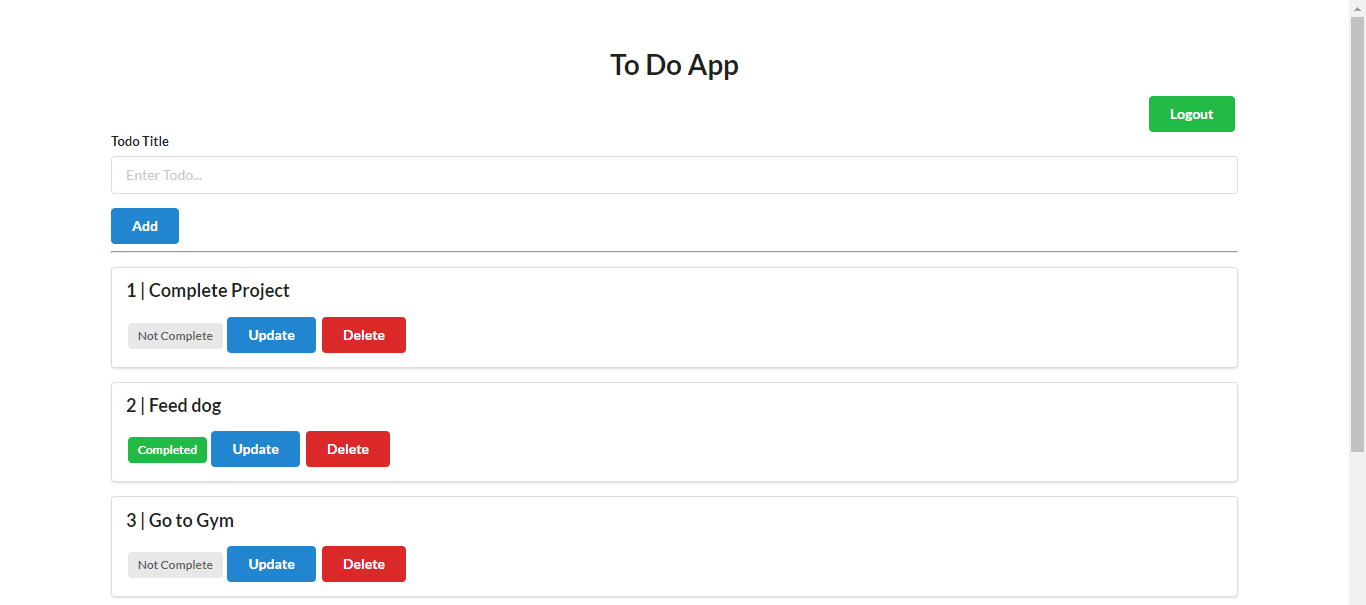 To Do App
Logout
Todo Title
Enter Todo...
Add
1 | Complete Project
Not Complete Update Delete
2 | Feed dog
Completed Update Delete
3 | Go to Gym
Not Complete Update Delete